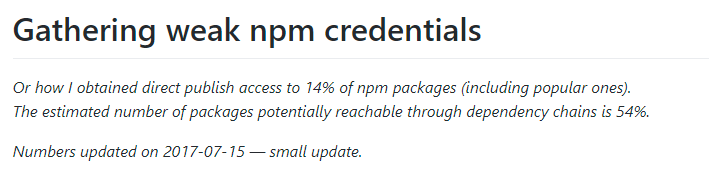 Gathering weak npm credentials
Or how I obtained direct publish access to 14% of npm packages (including popular ones).
The estimated number of packages potentially reachable through dependency chains is 54%.
Numbers updated on 2017-07-15 — small update.